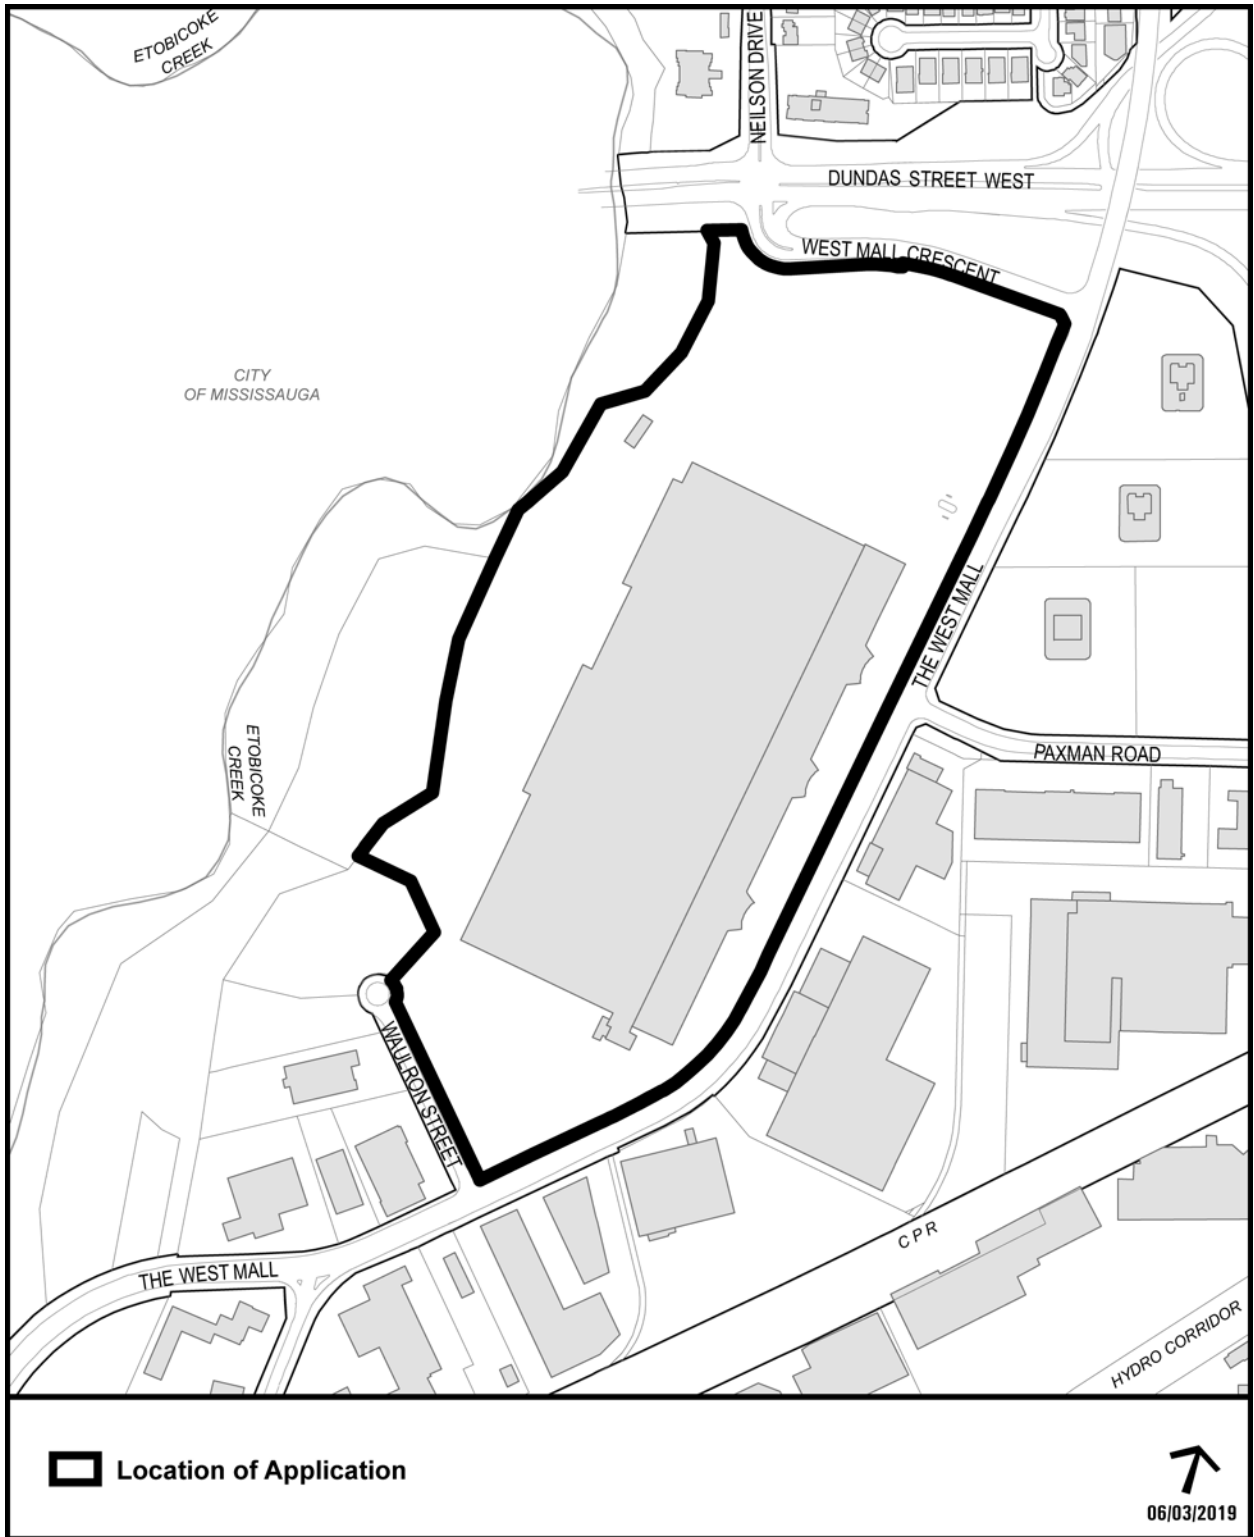 ETOBICOKE
CREEK
NEILSON DRIVE
DUNDAS STREET WEST
WEST MALL CRESCENT
CITY
OF MISSISSAUGA
THE WEST MALL
ETOBICOKE
CREEK
PAXMAN ROAD
WAULRON STREET
CPR
THE WEST MALL
HYDRO CORRIDOR
Location of Application
06/03/2019